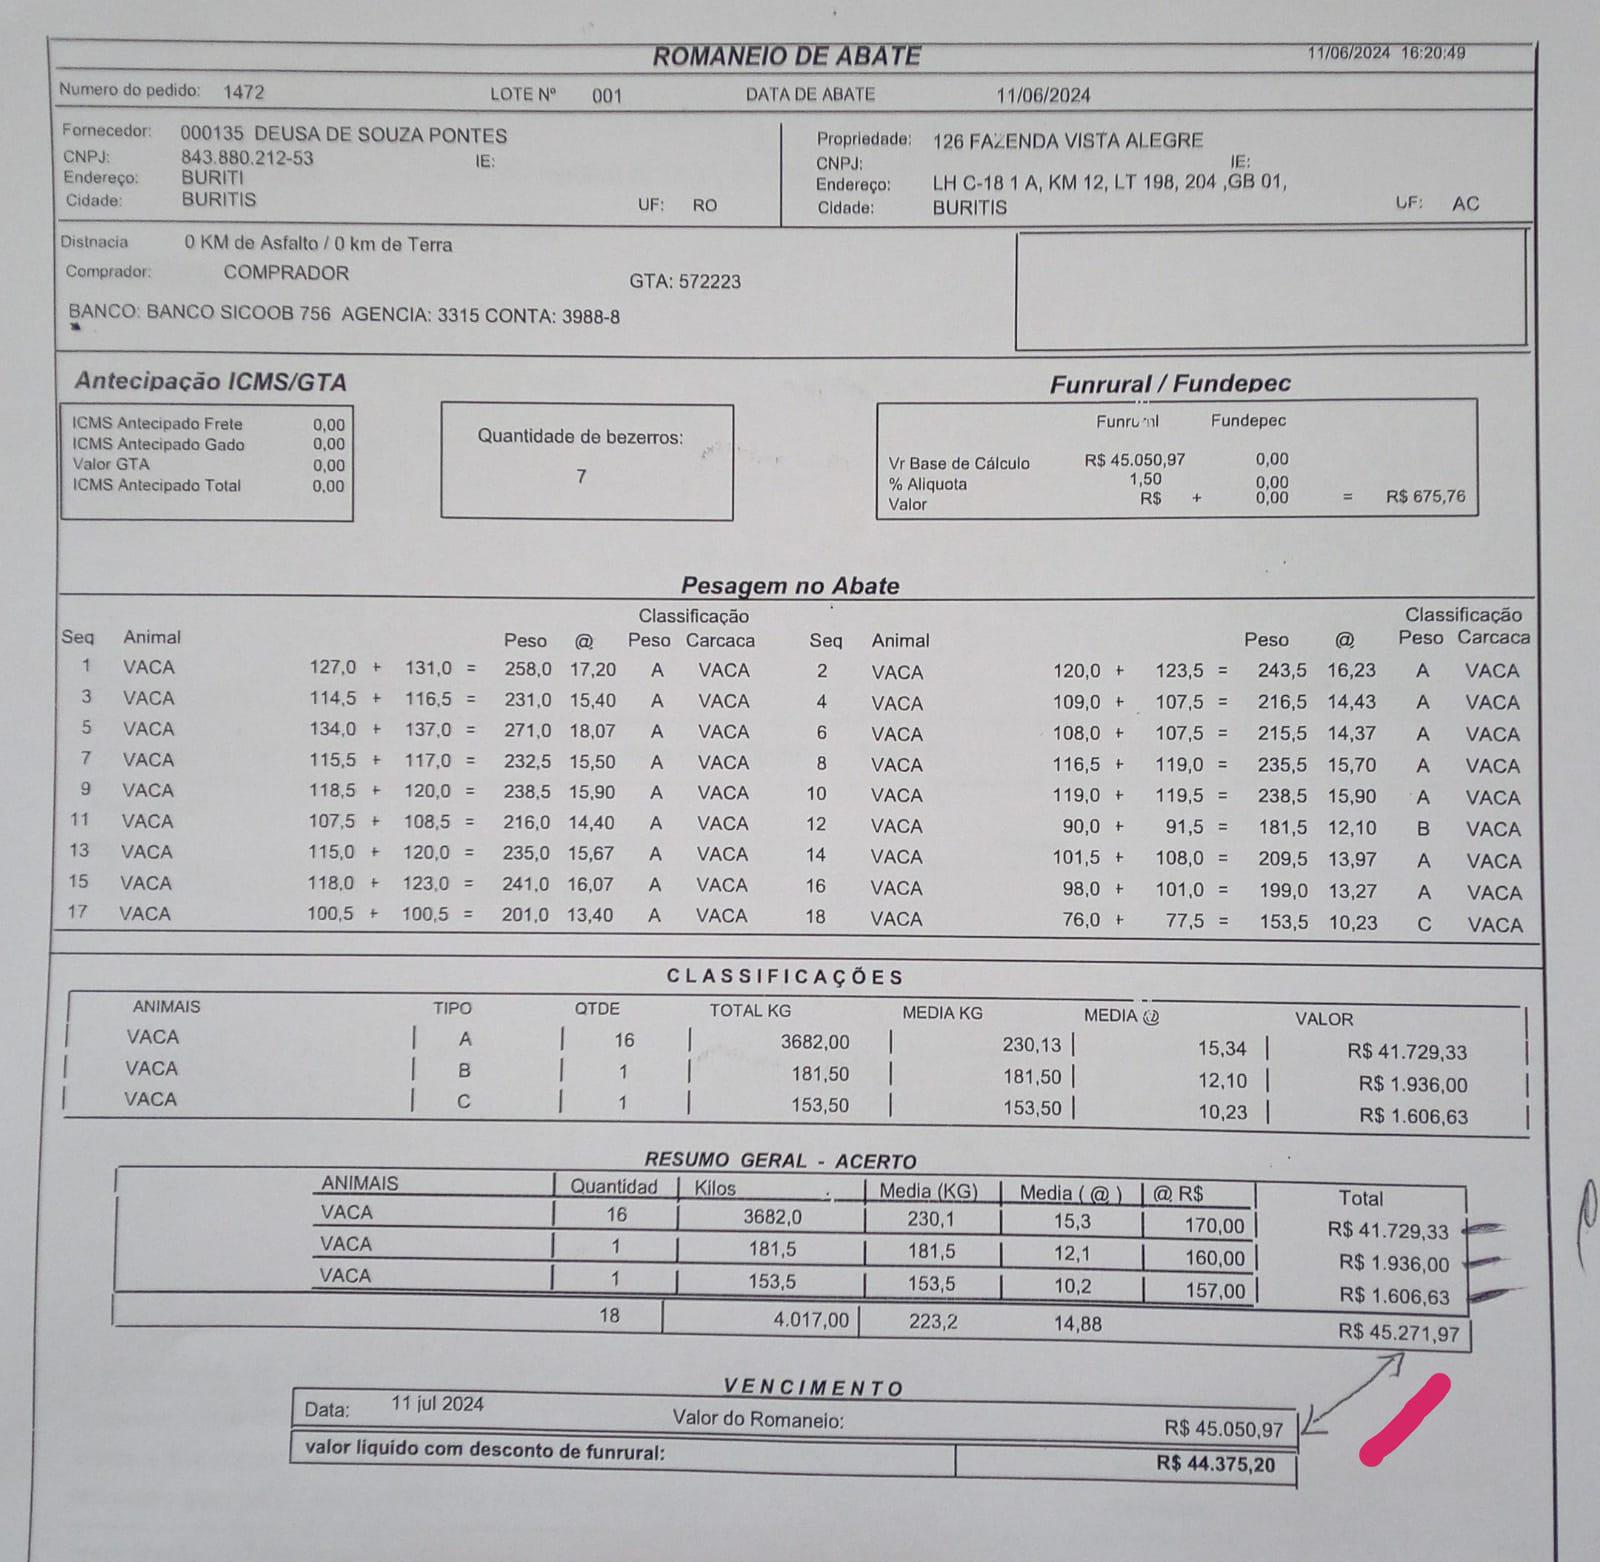 ROMANEIO DE ABATE 11/06/2024 16:20:49
Numero do pedido: 1472 LOTE Nº 001 DATA DE ABATE 11/06/2024
Fornecedor: 000135 DEUSA DE SOUZA PONTES Propriedade: 126 FAZENDA VISTA ALEGRE
CNPJ: 843.880.212-53 IE: CNPJ: IE:
Endereço: BURITI Endereço: LH C-18 1 A, KM 12, LT 198, 204 ,GB 01,
Cidade: BURITIS UF: RO Cidade: BURITIS UF: AC
Distnacia 0 KM de Asfalto / 0 km de Terra
Comprador: COMPRADOR GTA: 572223
BANCO: BANCO SICOOB 756 AGENCIA: 3315 CONTA: 3988-8
Antecipação ICMS/GTA Funrural / Fundepec
ICMS Antecipado Frete 0,00
ICMS Antecipado Gado 0,00
Valor GTA 0,00
ICMS Antecipado Total 0,00
Quantidade de bezerros:
7
Funrural Fundepec
Vr Base de Cálculo R$ 45.050,97 0,00
% Aliquota 1,50 0,00
Valor R$ + 0,00 = R$ 675,76
Pesagem no Abate
Classificação Classificação
Seq Animal Peso @ Peso Carcaca Seq Animal Peso @ Peso Carcaca
1 VACA 127,0 + 131,0 = 258,0 17,20 A VACA 2 VACA 120,0 + 123,5 = 243,5 16,23 A VACA
3 VACA 114,5 + 116,5 = 231,0 15,40 A VACA 4 VACA 109,0 + 107,5 = 216,5 14,43 A VACA
5 VACA 134,0 + 137,0 = 271,0 18,07 A VACA 6 VACA 108,0 + 107,5 = 215,5 14,37 A VACA
7 VACA 115,5 + 117,0 = 232,5 15,50 A VACA 8 VACA 116,5 + 119,0 = 235,5 15,70 A VACA
9 VACA 118,5 + 120,0 = 238,5 15,90 A VACA 10 VACA 119,0 + 119,5 = 238,5 15,90 A VACA
11 VACA 107,5 + 108,5 = 216,0 14,40 A VACA 12 VACA 90,0 + 91,5 = 181,5 12,10 B VACA
13 VACA 115,0 + 120,0 = 235,0 15,67 A VACA 14 VACA 101,5 + 108,0 = 209,5 13,97 A VACA
15 VACA 118,0 + 123,0 = 241,0 16,07 A VACA 16 VACA 98,0 + 101,0 = 199,0 13,27 A VACA
17 VACA 100,5 + 100,5 = 201,0 13,40 A VACA 18 VACA 76,0 + 77,5 = 153,5 10,23 C VACA
CLASSIFICAÇÕES
ANIMAIS TIPO QTDE TOTAL KG MEDIA KG MEDIA @ VALOR
VACA A 16 3682,00 230,13 15,34 R$ 41.729,33
VACA B 1 181,50 181,50 12,10 R$ 1.936,00
VACA C 1 153,50 153,50 10,23 R$ 1.606,63
RESUMO GERAL - ACERTO
ANIMAIS Quantidad Kilos Media (KG) Media ( @ ) @ R$ Total
VACA 16 3682,0 230,1 15,3 170,00 R$ 41.729,33
VACA 1 181,5 181,5 12,1 160,00 R$ 1.936,00
VACA 1 153,5 153,5 10,2 157,00 R$ 1.606,63
18 4.017,00 223,2 14,88 R$ 45.271,97
VENCIMENTO
Data: 11 jul 2024 Valor do Romaneio: R$ 45.050,97
valor liquido com desconto de funrural: R$ 44.375,20